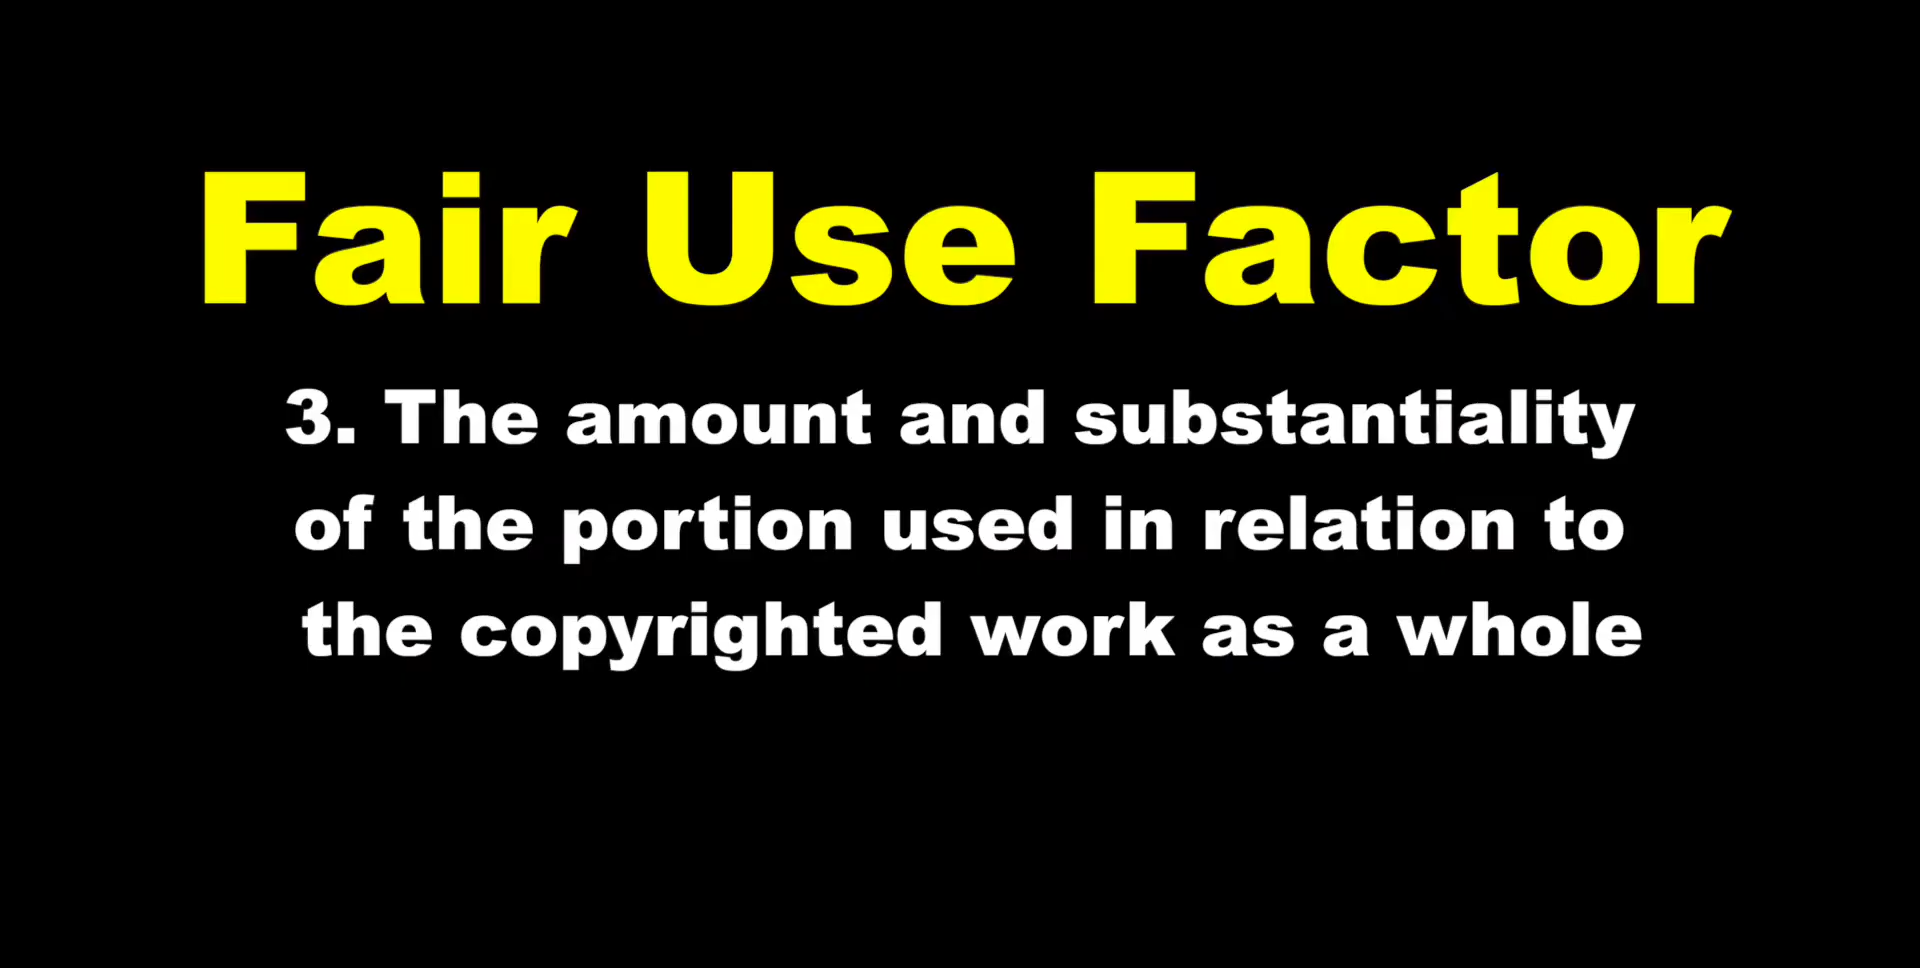 Fair Use Factor
3. The amount and substantiality
of the portion used in relation to
the copyrighted work as a whole